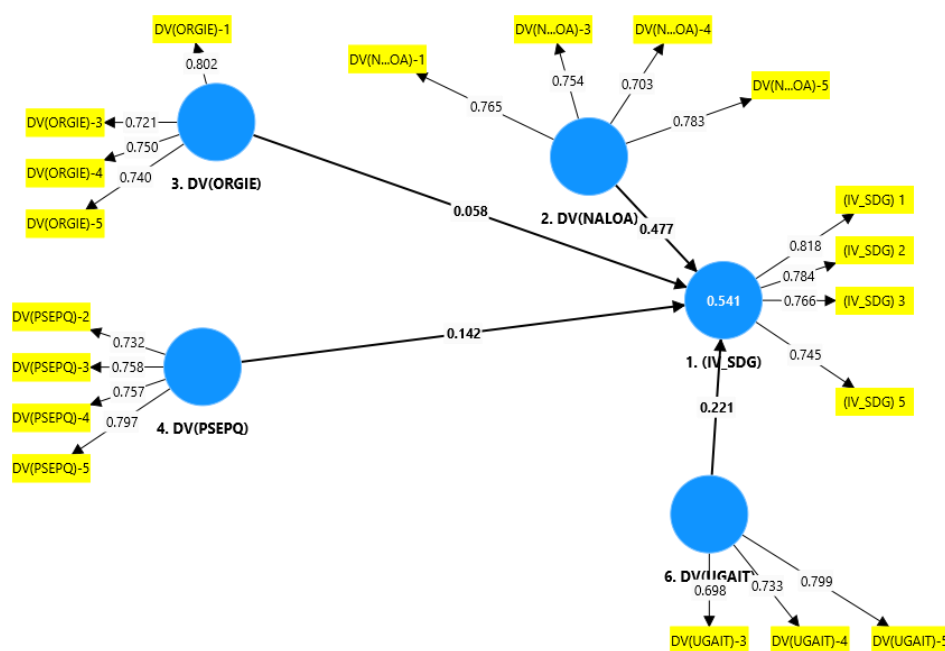 DV(ORGIE)-1
0.802
DV(ORGIE)-3
0.721
0.750
DV(ORGIE)-4
0.740
DV(ORGIE)-5
3. DV(ORGIE)
0.058
DV(N...OA)-1
DV(N...OA)-3
DV(N...OA)-4
DV(N...OA)-5
0.765
0.754
0.703
0.783
2. DV(NALOA)
0.477
(IV_SDG) 1
(IV_SDG) 2
(IV_SDG) 3
(IV_SDG) 5
0.818
0.784
0.766
0.745
0.541
1. (IV_SDG)
DV(PSEPQ)-2
0.732
DV(PSEPQ)-3
0.758
DV(PSEPQ)-4
0.757
0.797
DV(PSEPQ)-5
4. DV(PSEPQ)
0.142
0.221
6. DV(UGAIT)
0.698
0.733
0.799
DV(UGAIT)-3
DV(UGAIT)-4
DV(UGAIT)-5